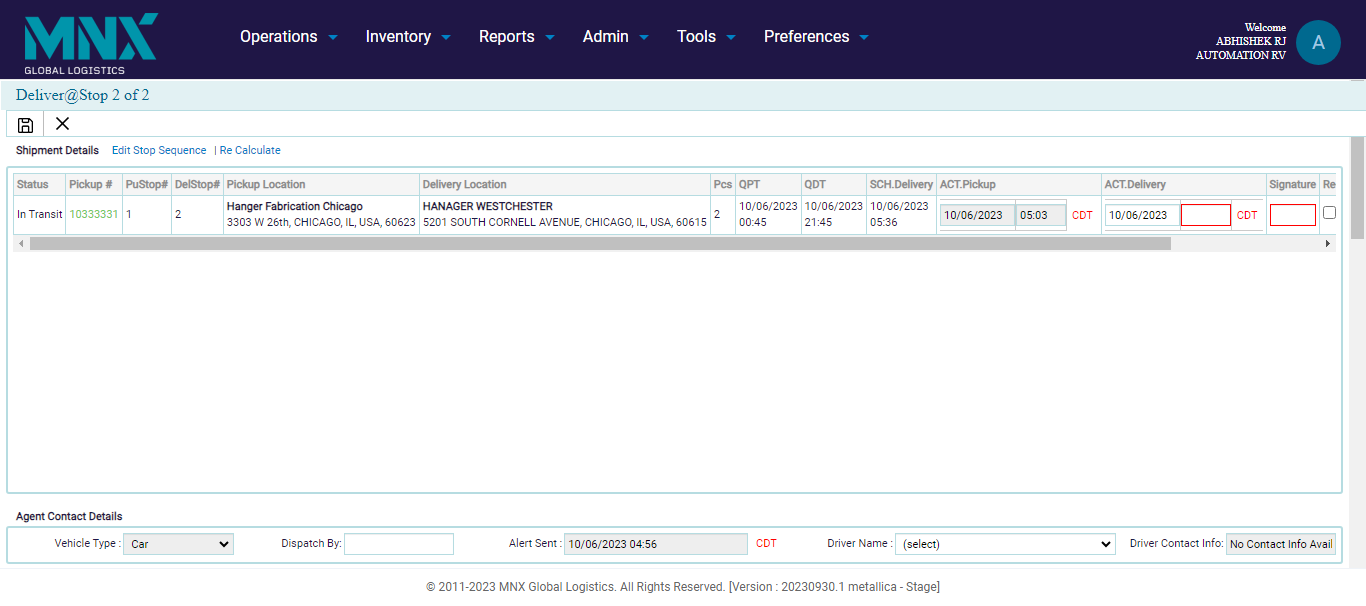 MNX
GLOBAL LOGISTICS
Operations Inventory Reports Admin Tools Preferences
Welcome
ABHISHEK RJ
AUTOMATION RV
A
Deliver@Stop 2 of 2
Shipment Details Edit Stop Sequence | Re Calculate
Status Pickup # PuStop# DelStop# Pickup Location Delivery Location Pcs QPT QDT SCH.Delivery ACT.Pickup ACT.Delivery Signature Re
In Transit 10333331 1 2 Hanger Fabrication Chicago HANAGER WESTCHESTER 2 10/06/2023 10/06/2023 10/06/2023 10/06/2023 05:03 CDT 10/06/2023 CDT
3303 W 26th, CHICAGO, IL, USA, 60623 5201 SOUTH CORNELL AVENUE, CHICAGO, IL, USA, 60615 00:45 21:45 05:36
Agent Contact Details
Vehicle Type : Car Dispatch By: Alert Sent : 10/06/2023 04:56 CDT Driver Name : (select) Driver Contact Info: No Contact Info Avail
© 2011-2023 MNX Global Logistics. All Rights Reserved. [Version : 20230930.1 metallica - Stage]